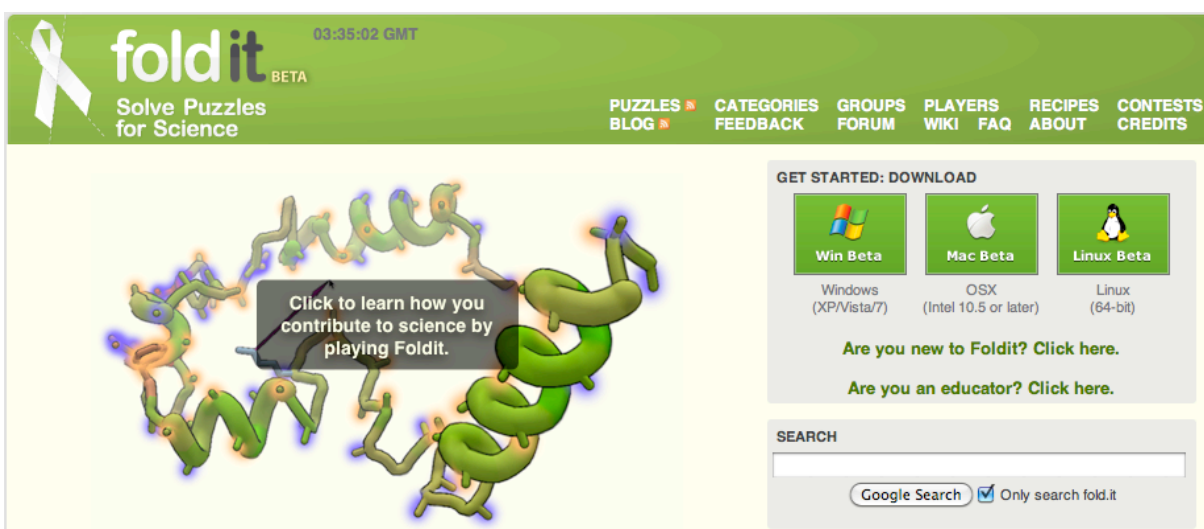 foldit BETA
03:35:02 GMT
Solve Puzzles
for Science
PUZZLES CATEGORIES GROUPS PLAYERS RECIPES CONTESTS
BLOG FEEDBACK FORUM WIKI FAQ ABOUT CREDITS
Click to learn how you
contribute to science by
playing Foldit.
GET STARTED: DOWNLOAD
Win Beta Mac Beta Linux Beta
Windows OSX Linux
(XP/Vista/7) (Intel 10.5 or later) (64-bit)
Are you new to Foldit? Click here.
Are you an educator? Click here.
SEARCH
Google Search Only search fold.it